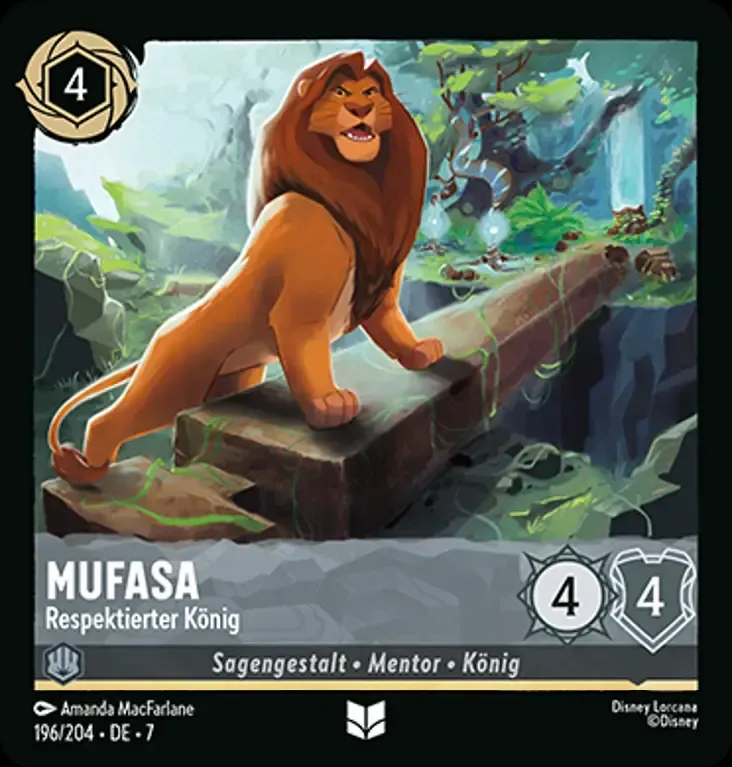 4
MUFASA
Respektierter König
4
4
Sagengestalt • Mentor • König
Amanda MacFarlane
196/204 • DE • 7
Disney Lorcana
©Disney